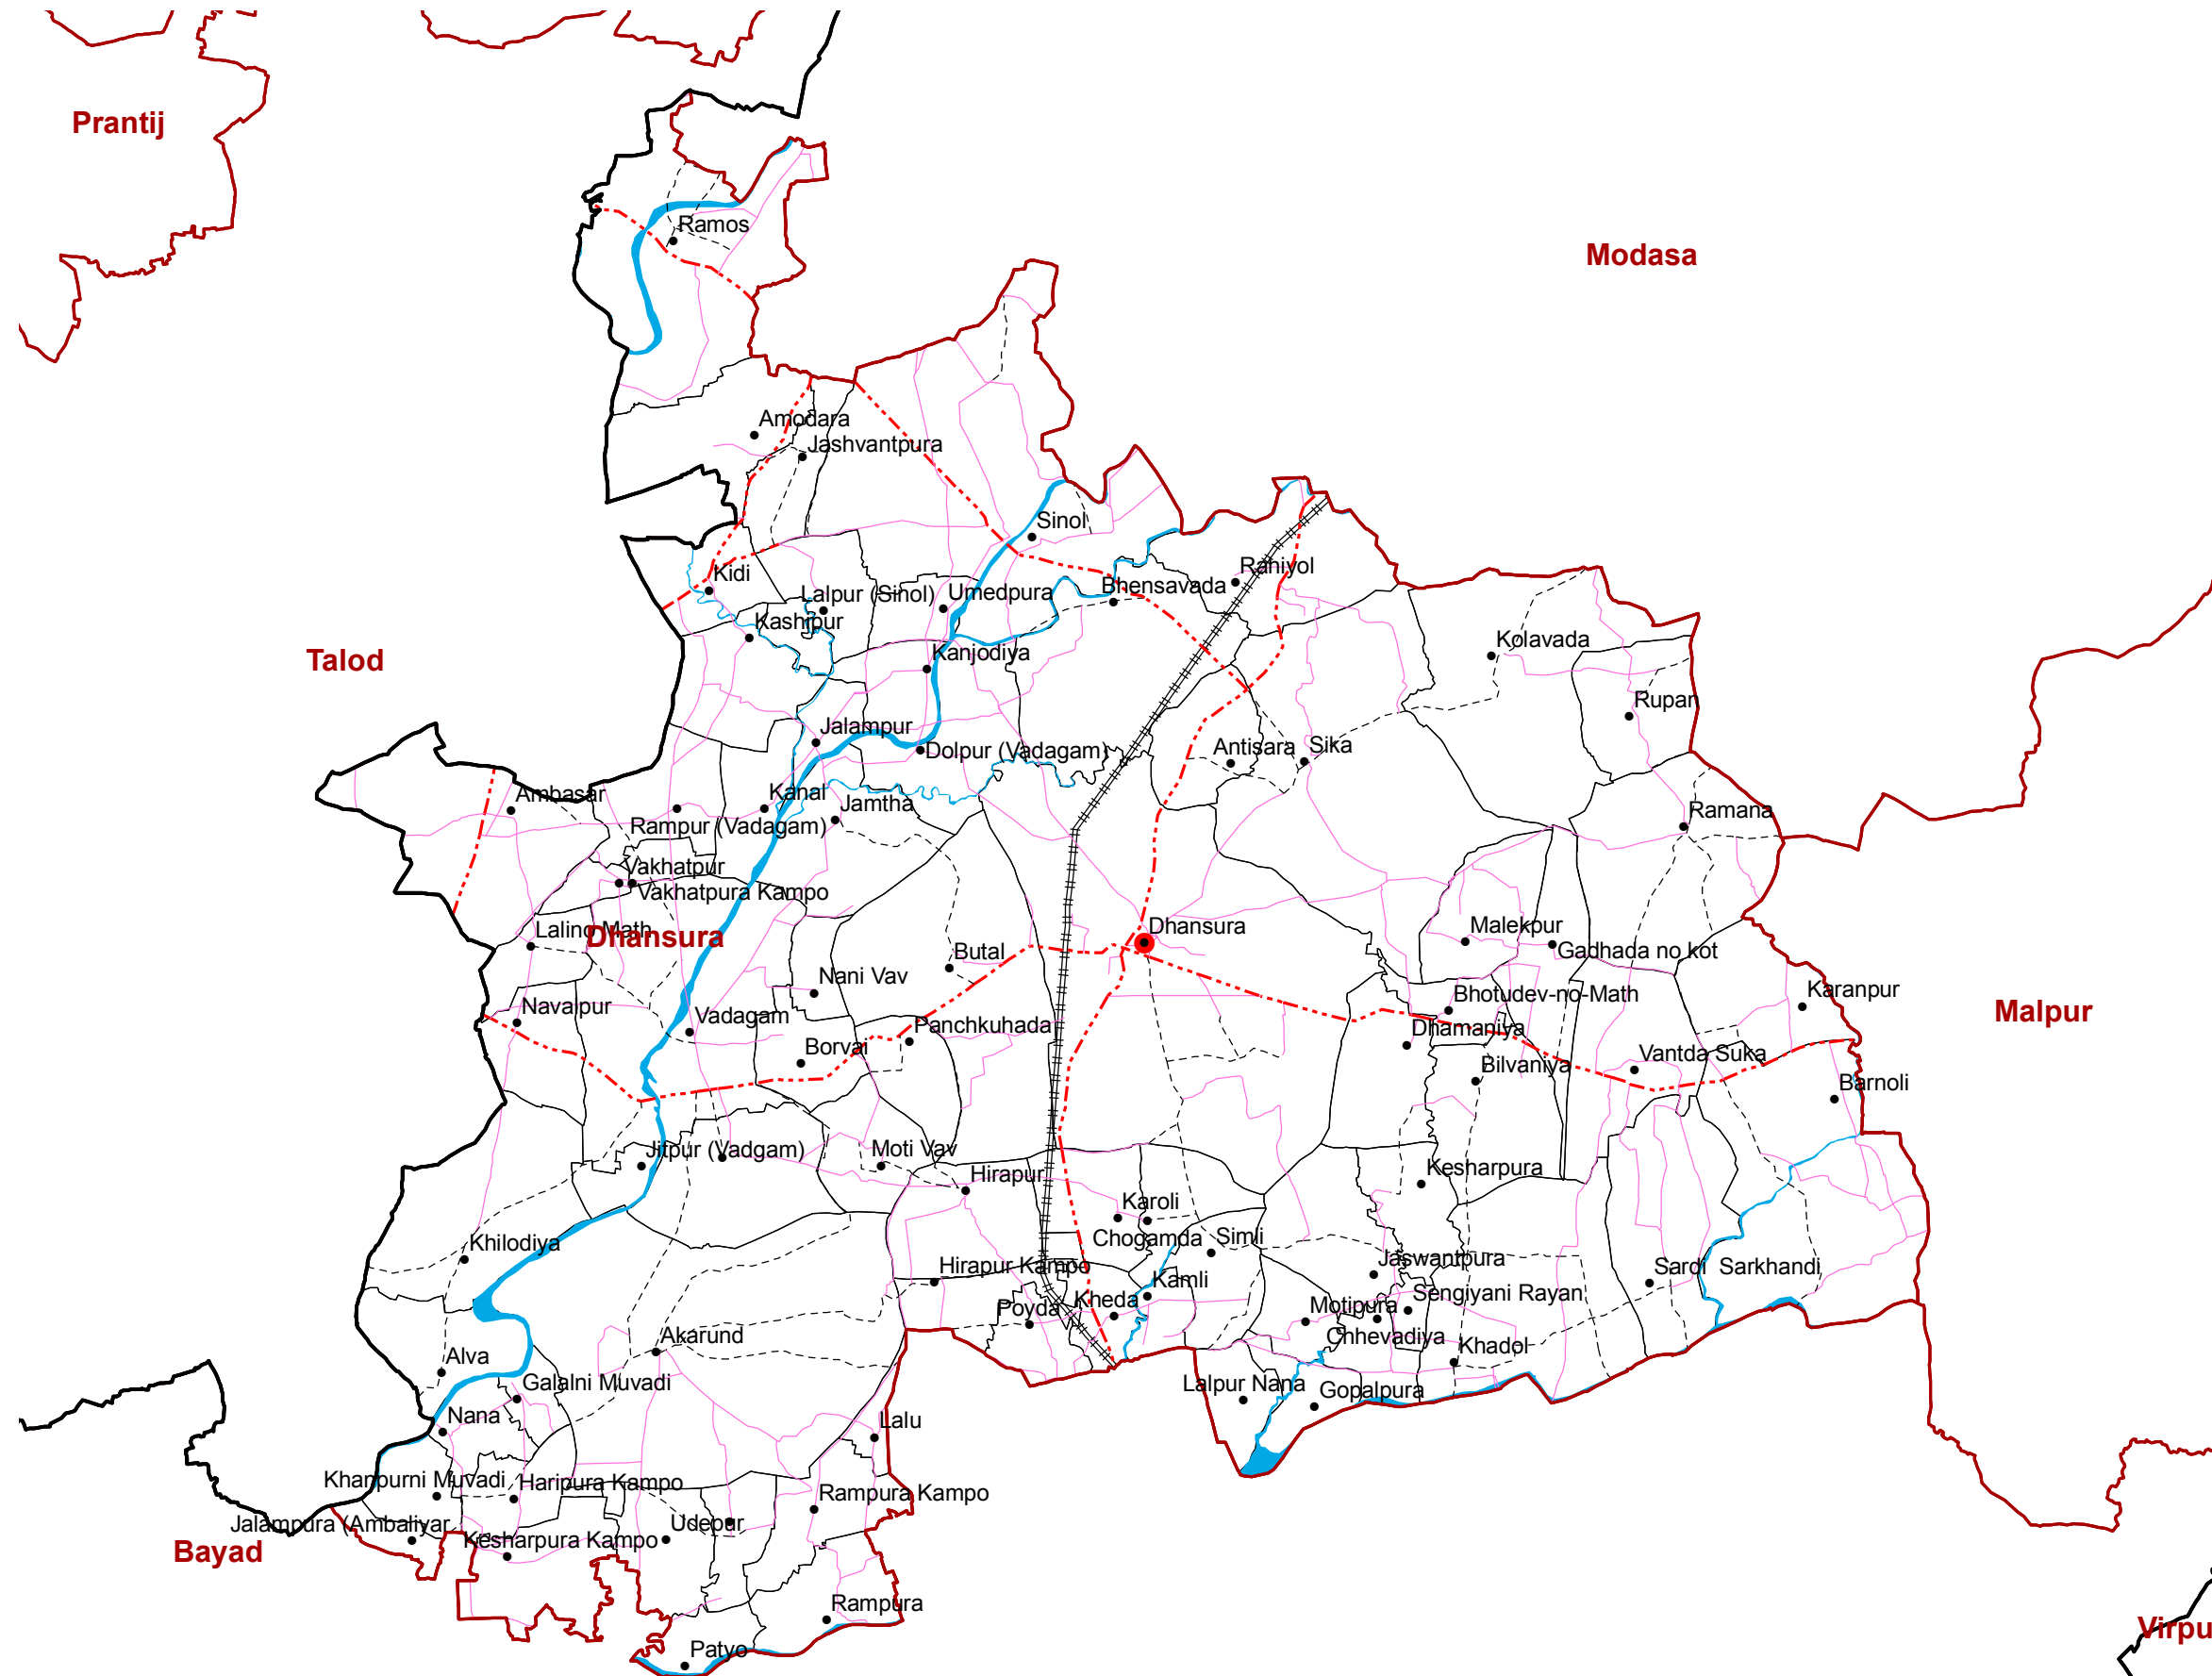 Prantij
Ramos
Modasa
Amodara
Jashvantpura
Sinol
Kidi
Rahiyol
Lalpur (Sinol)
Umedpura
Bhensavada
Kashipur
Kolavada
Talod
Kanjodiya
Rupan
Jalampur
Dolpur (Vadagam)
Antisara
Sika
Ambasar
Kanal
Jamtha
Ramana
Rampur (Vadagam)
Vakhatpur
Vakhatpura Kampo
Lalino Math
Dhansura
Dhansura
Malekpur
Butal
Gadhada no kot
Nani Vav
Bhotudev-no-Math
Karanpur
Navalpur
Vadagam
Panchkuhada
Dhamaniya
Malpur
Borvai
Vantda Suka
Bilvaniya
Barnoli
Jitpur (Vadgam)
Moti Vav
Hirapur
Kesharpura
Karoli
Khilodiya
Chogamda
Simli
Hirapur Kampo
Jaswantpura
Sardi
Sarkhandi
Kamli
Poyda
Kheda
Motipura
Sengiyani Rayan
Akarund
Chhevadiya
Khadol
Alva
Galalni Muvadi
Lalpur Nana
Gopalpura
Nana
Lalu
Khanpurni Muvadi
Haripura Kampo
Rampura Kampo
Jalampura (Ambaliyar
Kesharpura Kampo
Udepur
Bayad
Rampura
Virpu
Patyo